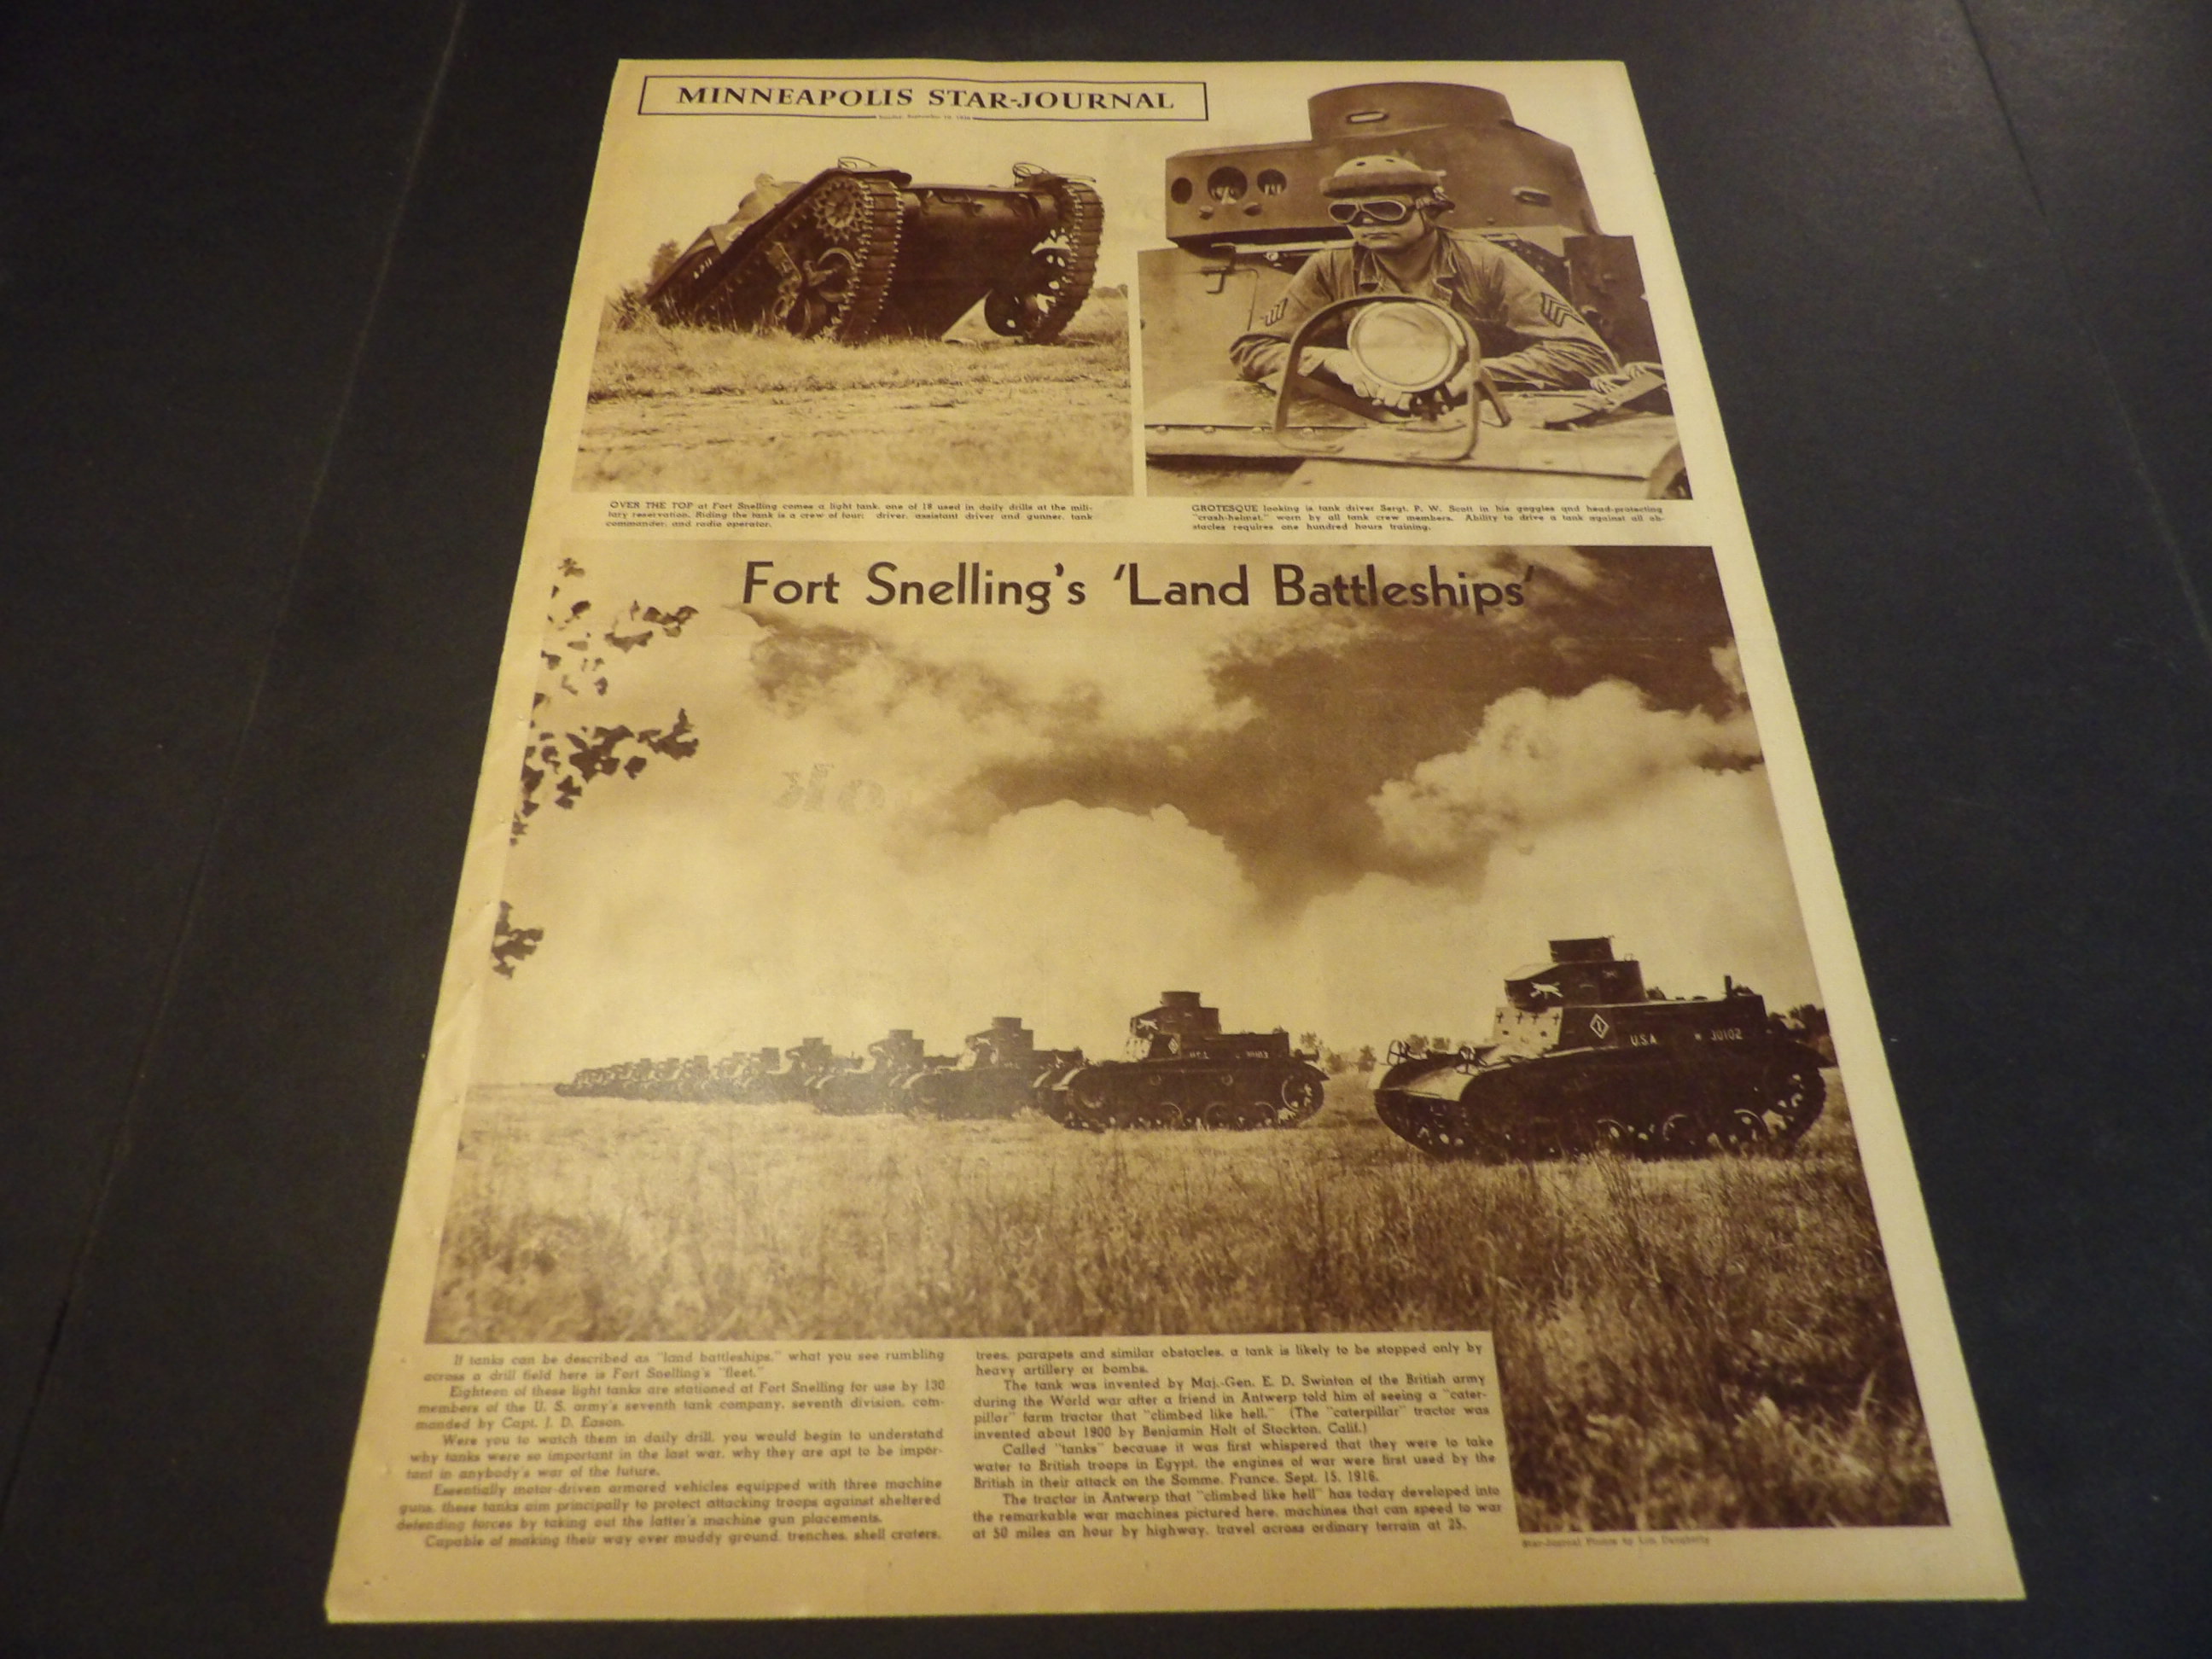 MINNEAPOLIS STAR-JOURNAL
OVER THE TOP at Fort Snelling comes a light tank, one of 18 used in daily drills at the mili-
tary reservation. Riding the tank is a crew of four: driver, assistant driver and gunner, tank
commander, and radio operator.
GROTESQUE looking is tank driver Sergt. P. W. Scott in his goggles and head-protecting
"crash-helmet," worn by all tank crew members. Ability to drive a tank against all ob-
stacles requires one hundred hours training.
Fort Snelling's 'Land Battleships'
1 U.S.A. 30102
If tanks can be described as "land battleships," what you see rumbling
across a drill field here is Fort Snelling's "fleet."
Eighteen of these light tanks are stationed at Fort Snelling for use by 130
members of the U. S. army's seventh tank company, seventh division, com-
manded by Capt. J. D. Eason.
Were you to watch them in daily drill, you would begin to understand
why tanks were so important in the last war, why they are apt to be impor-
tant in anybody's war of the future.
Essentially motor-driven armored vehicles equipped with three machine
guns, these tanks aim principally to protect attacking troops against sheltered
defending forces by taking out the latter's machine gun placements.
Capable of making their way over muddy ground, trenches, shell craters,
trees, parapets and similar obstacles, a tank is likely to be stopped only by
heavy artillery or bombs.
The tank was invented by Maj.-Gen. E. D. Swinton of the British army
during the World war after a friend in Antwerp told him of seeing a "cater-
pillar" farm tractor that "climbed like hell." (The "caterpillar" tractor was
invented about 1900 by Benjamin Holt of Stockton, Calif.)
Called "tanks" because it was first whispered that they were to take
water to British troops in Egypt, the engines of war were first used by the
British in their attack on the Somme, France, Sept. 15, 1916.
The tractor in Antwerp that "climbed like hell" has today developed into
the remarkable war machines pictured here, machines that can speed to war
at 50 miles an hour by highway, travel across ordinary terrain at 25.
Star-Journal Photos by